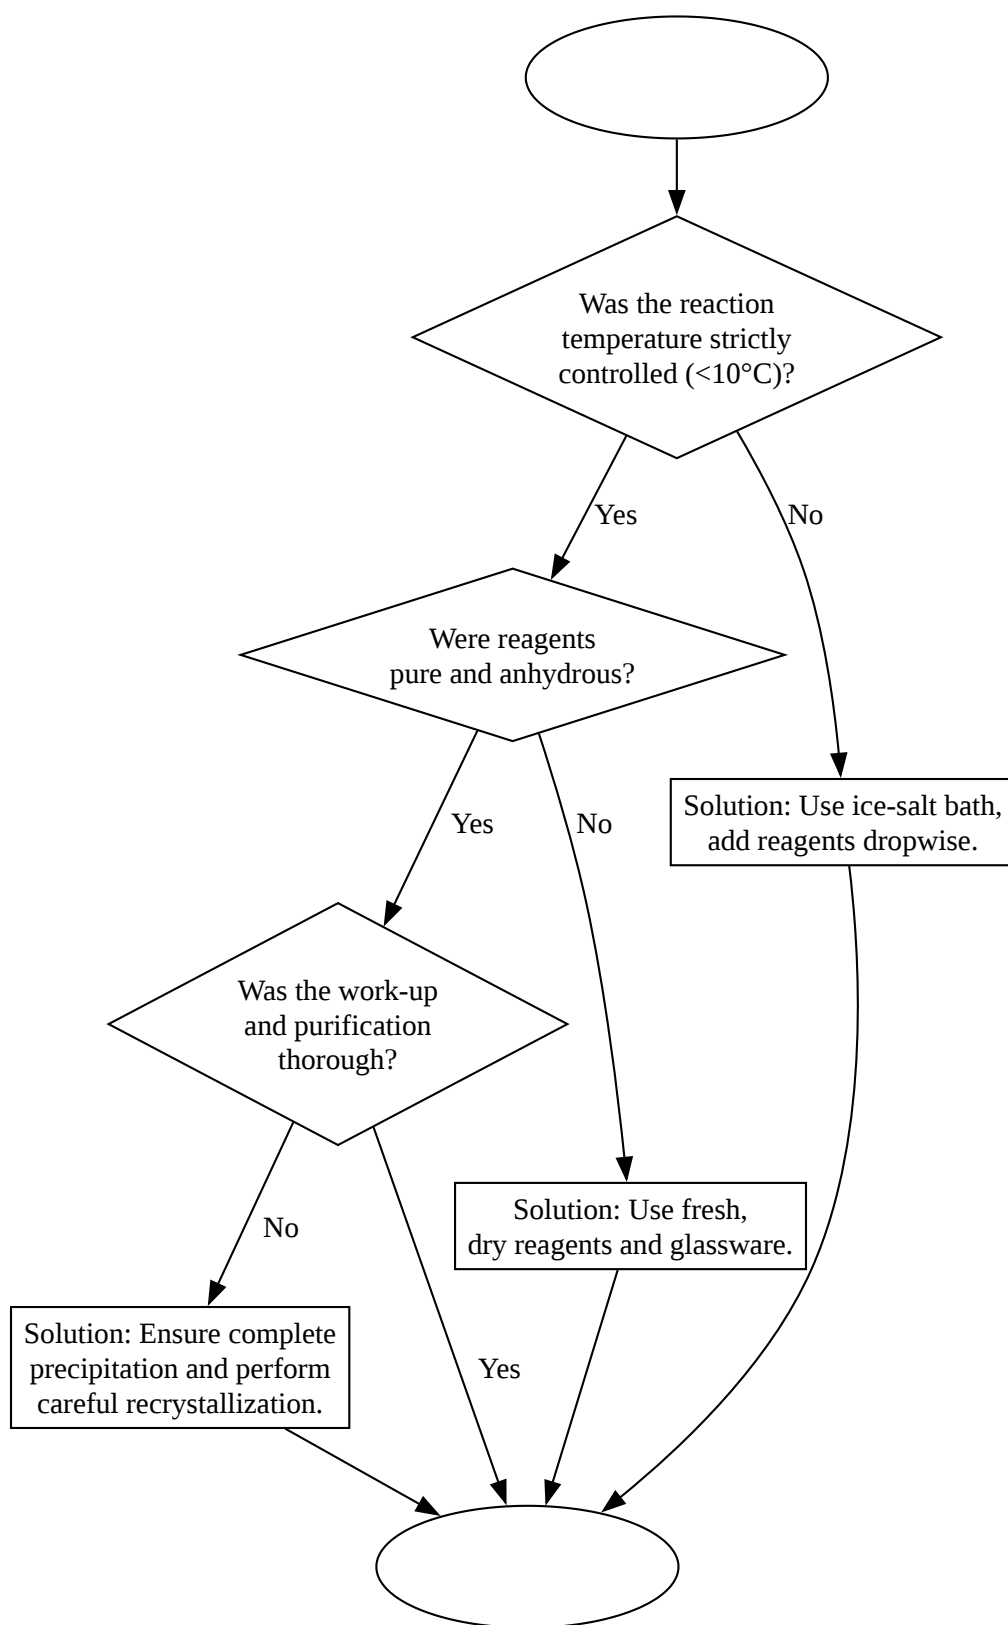 Was the reaction
temperature strictly
controlled (<10°C)?
Yes
No
Were reagents
pure and anhydrous?
Solution: Use ice-salt bath,
add reagents dropwise.
Yes
No
Was the work-up
and purification
thorough?
Solution: Use fresh,
dry reagents and glassware.
No
Solution: Ensure complete
precipitation and perform
careful recrystallization.
Yes